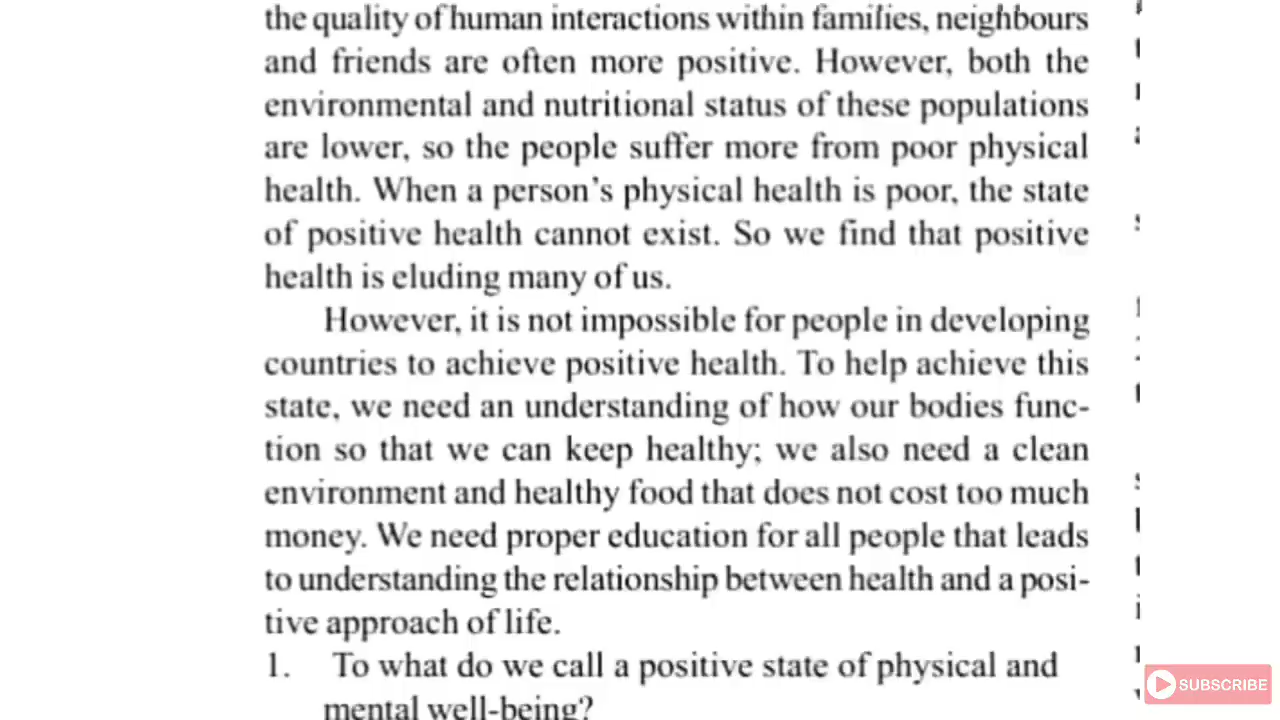 the quality of human interactions within families, neighbours
and friends are often more positive. However, both the
environmental and nutritional status of these populations
are lower, so the people suffer more from poor physical
health. When a person's physical health is poor, the state
of positive health cannot exist. So we find that positive
health is eluding many of us.
However, it is not impossible for people in developing
countries to achieve positive health. To help achieve this
state, we need an understanding of how our bodies func-
tion so that we can keep healthy; we also need a clean
environment and healthy food that does not cost too much
money. We need proper education for all people that leads
to understanding the relationship between health and a posi-
tive approach of life.
1. To what do we call a positive state of physical and
mental well-being?
SUBSCRIBE